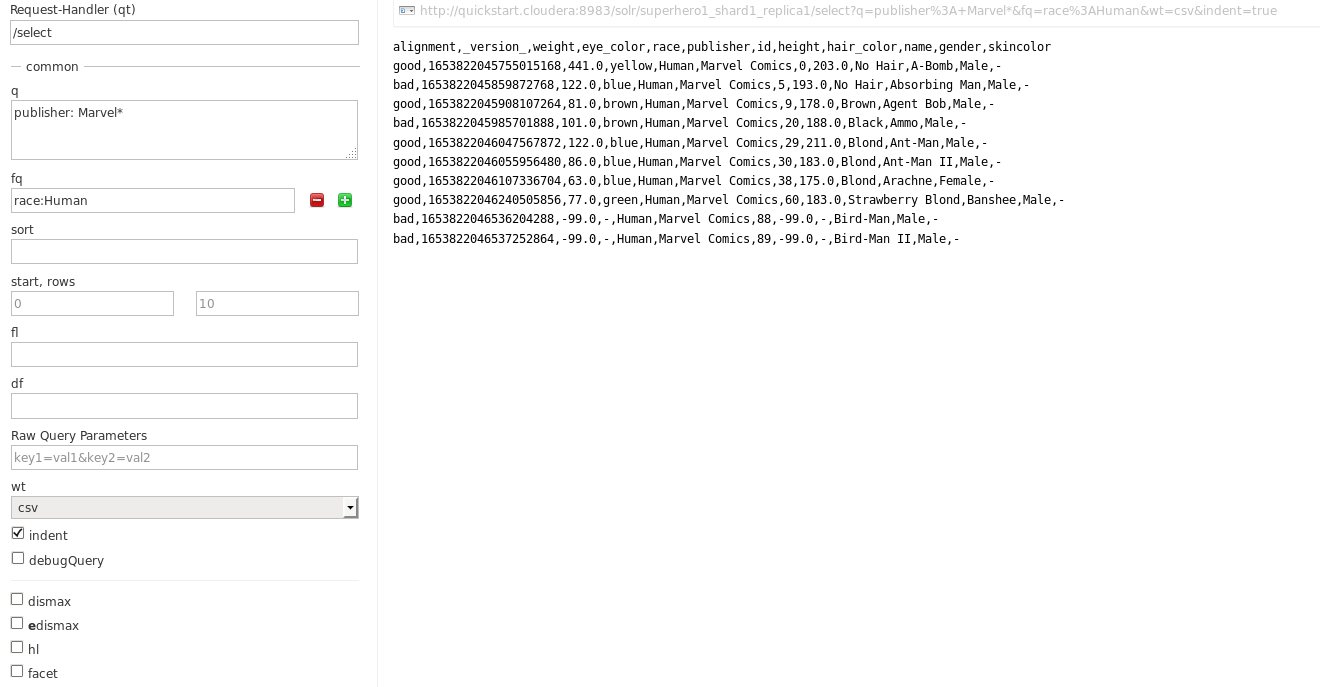 Request-Handler (qt)
/select
common
q
publisher: Marvel*
fq
race:Human
sort
start, rows
0
10
fl
df
Raw Query Parameters
key1=val1&key2=val2
wt
csv
indent
debugQuery
dismax
edismax
hl
facet
http://quickstart.cloudera:8983/solr/superhero1_shard1_replica1/select?q=publisher%3A+Marvel*&fq=race%3AHuman&wt=csv&indent=true
alignment,_version_,weight,eye_color,race,publisher,id,height,hair_color,name,gender,skincolor
good,1653822045755015168,441.0,yellow,Human,Marvel Comics,0,203.0,No Hair,A-Bomb,Male,-
bad,1653822045859872768,122.0,blue,Human,Marvel Comics,5,193.0,No Hair,Absorbing Man,Male,-
good,1653822045908107264,81.0,brown,Human,Marvel Comics,9,178.0,Brown,Agent Bob,Male,-
bad,1653822045985701888,101.0,brown,Human,Marvel Comics,20,188.0,Black,Ammo,Male,-
good,1653822046047567872,122.0,blue,Human,Marvel Comics,29,211.0,Blond,Ant-Man,Male,-
good,1653822046055956480,86.0,blue,Human,Marvel Comics,30,183.0,Blond,Ant-Man II,Male,-
good,1653822046107336704,63.0,blue,Human,Marvel Comics,38,175.0,Blond,Arachne,Female,-
good,1653822046240505856,77.0,green,Human,Marvel Comics,60,183.0,Strawberry Blond,Banshee,Male,-
bad,1653822046536204288,-99.0,-,Human,Marvel Comics,88,-99.0,-,Bird-Man,Male,-
bad,1653822046537252864,-99.0,-,Human,Marvel Comics,89,-99.0,-,Bird-Man II,Male,-